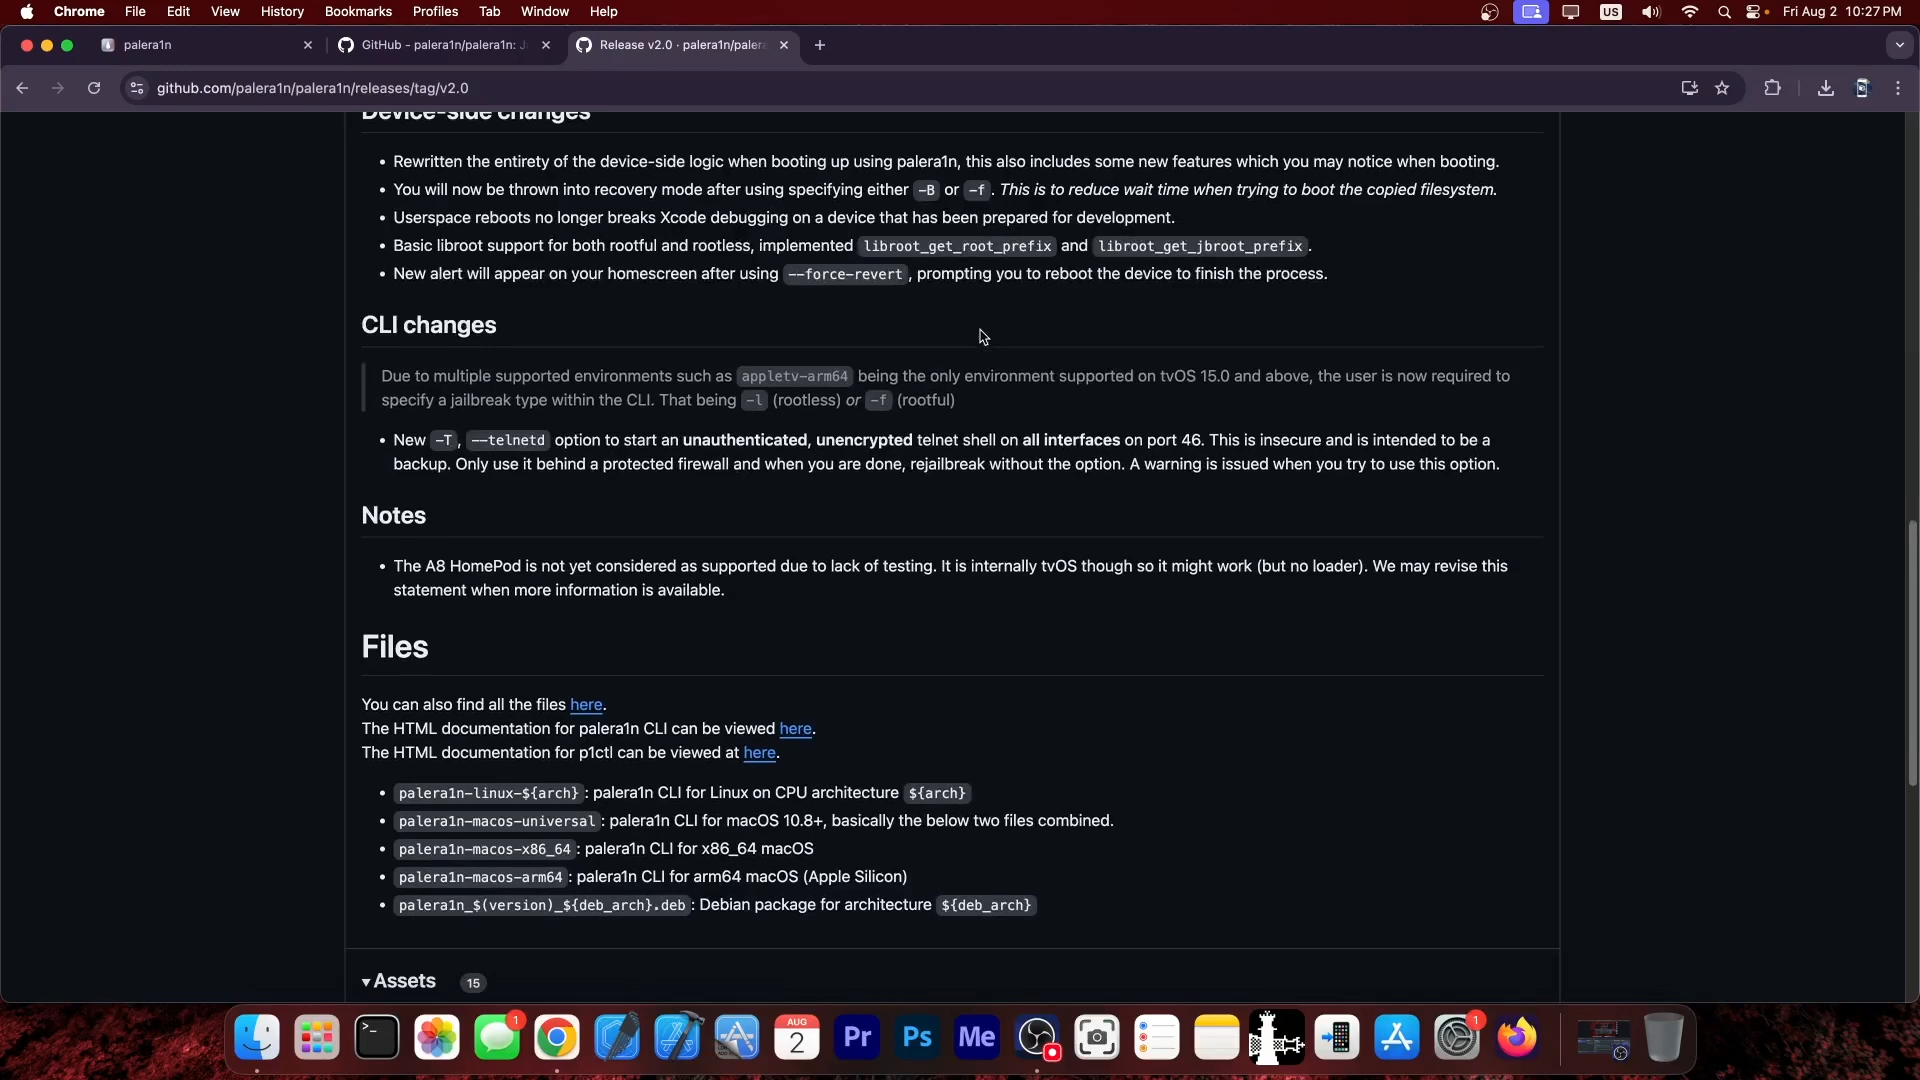 Chrome File Edit View History Bookmarks Profiles Tab Window Help US Fri Aug 2 10:27 PM
palera1n GitHub - palera1n/palera1n: J Release v2.0 · palera1n/palera
github.com/palera1n/palera1n/releases/tag/v2.0
Device-side changes
• Rewritten the entirety of the device-side logic when booting up using palera1n, this also includes some new features which you may notice when booting.
• You will now be thrown into recovery mode after using specifying either -B or -f. This is to reduce wait time when trying to boot the copied filesystem.
• Userspace reboots no longer breaks Xcode debugging on a device that has been prepared for development.
• Basic libroot support for both rootful and rootless, implemented libroot_get_root_prefix and libroot_get_jbroot_prefix.
• New alert will appear on your homescreen after using --force-revert, prompting you to reboot the device to finish the process.
CLI changes
Due to multiple supported environments such as appletv-arm64 being the only environment supported on tvOS 15.0 and above, the user is now required to
specify a jailbreak type within the CLI. That being -l (rootless) or -f (rootful)
• New -T, --telnetd option to start an unauthenticated, unencrypted telnet shell on all interfaces on port 46. This is insecure and is intended to be a
backup. Only use it behind a protected firewall and when you are done, rejailbreak without the option. A warning is issued when you try to use this option.
Notes
• The A8 HomePod is not yet considered as supported due to lack of testing. It is internally tvOS though so it might work (but no loader). We may revise this
statement when more information is available.
Files
You can also find all the files here.
The HTML documentation for palera1n CLI can be viewed here.
The HTML documentation for p1ctl can be viewed at here.
• palera1n-linux-${arch}: palera1n CLI for Linux on CPU architecture ${arch}
• palera1n-macos-universal: palera1n CLI for macOS 10.8+, basically the below two files combined.
• palera1n-macos-x86_64: palera1n CLI for x86_64 macOS
• palera1n-macos-arm64: palera1n CLI for arm64 macOS (Apple Silicon)
• palera1n_$(version)_${deb_arch}.deb: Debian package for architecture ${deb_arch}
Assets 15
>_ 1 AUG 2 Pr Ps Me 1